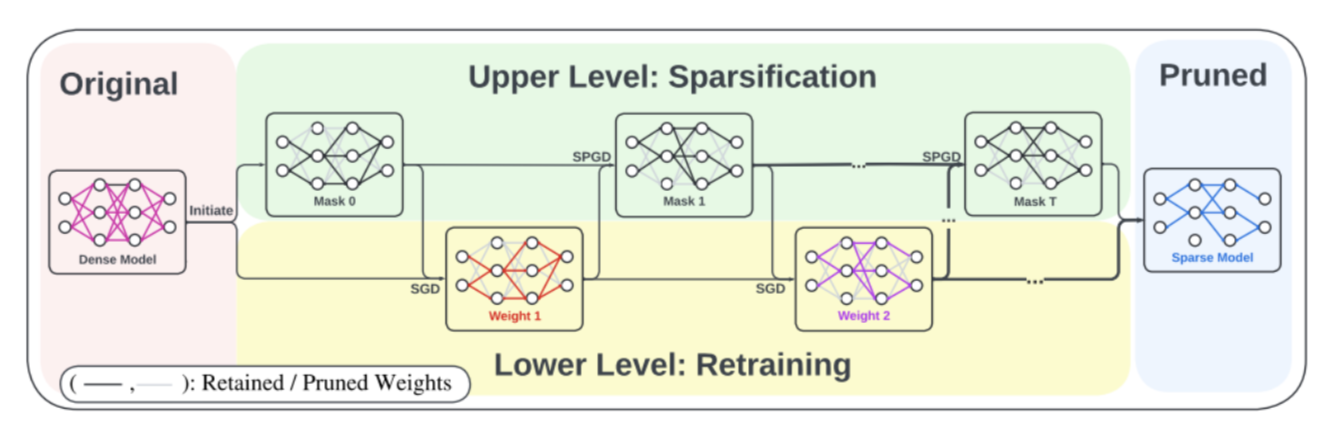 Original
Upper Level: Sparsification
Pruned
Mask 0
SPGD
Mask 1
...
SPGD
Mask T
Initiate
Dense Model
...
Sparse Model
SGD
Weight 1
SGD
Weight 2
...
Lower Level: Retraining
( —— , —— ): Retained / Pruned Weights